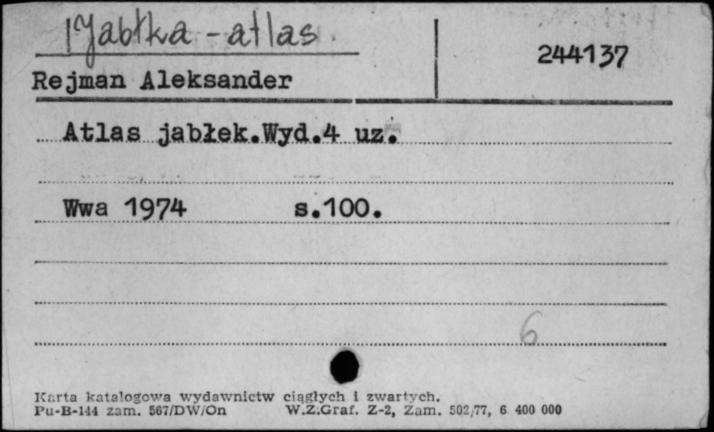 Jabłka - atlas
244137
Rejman Aleksander
Atlas jabłek.Wyd.4 uz.
Wwa 1974 s.100.
6
Karta katalogowa wydawnictw ciągłych i zwartych.
Pu-B-144 zam. 567/DW/On W.Z.Graf. Z-2, Zam. 502/77, 6 400 000